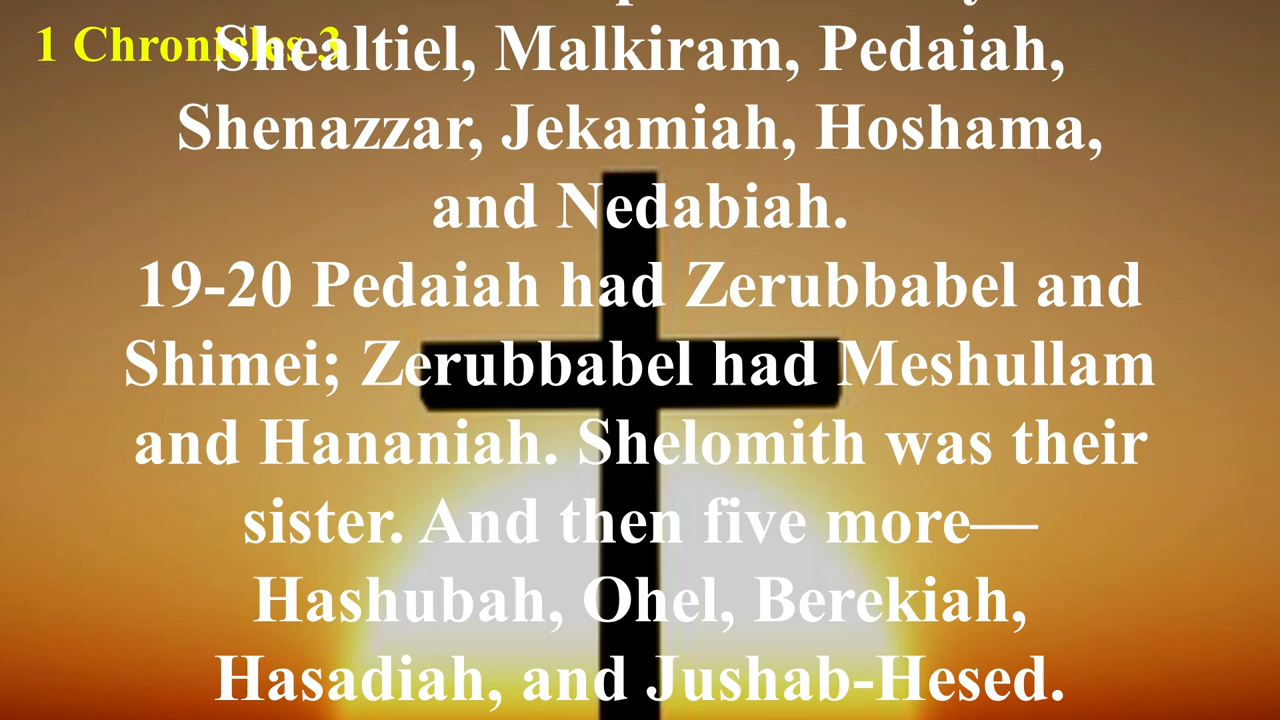 1 Chronicles 3
Shealtiel, Malkiram, Pedaiah,
Shenazzar, Jekamiah, Hoshama,
and Nedabiah.
19-20 Pedaiah had Zerubbabel and
Shimei; Zerubbabel had Meshullam
and Hananiah. Shelomith was their
sister. And then five more—
Hashubah, Ohel, Berekiah,
Hasadiah, and Jushab-Hesed.